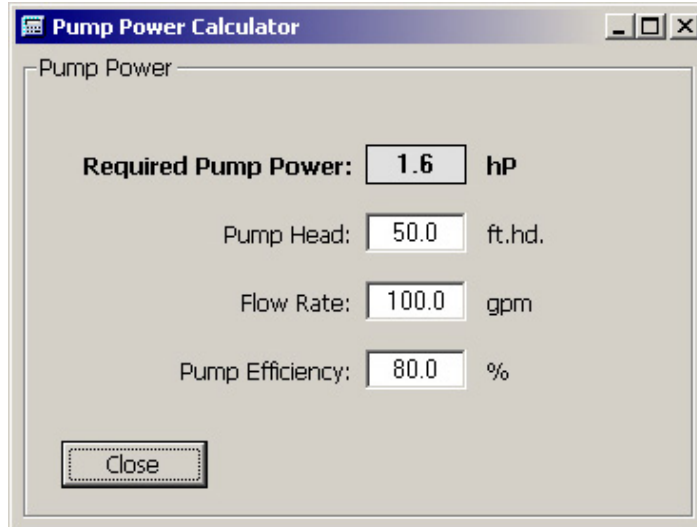 Pump Power Calculator
Pump Power
Required Pump Power: 1.6 hP
Pump Head: 50.0 ft.hd.
Flow Rate: 100.0 gpm
Pump Efficiency: 80.0 %
Close